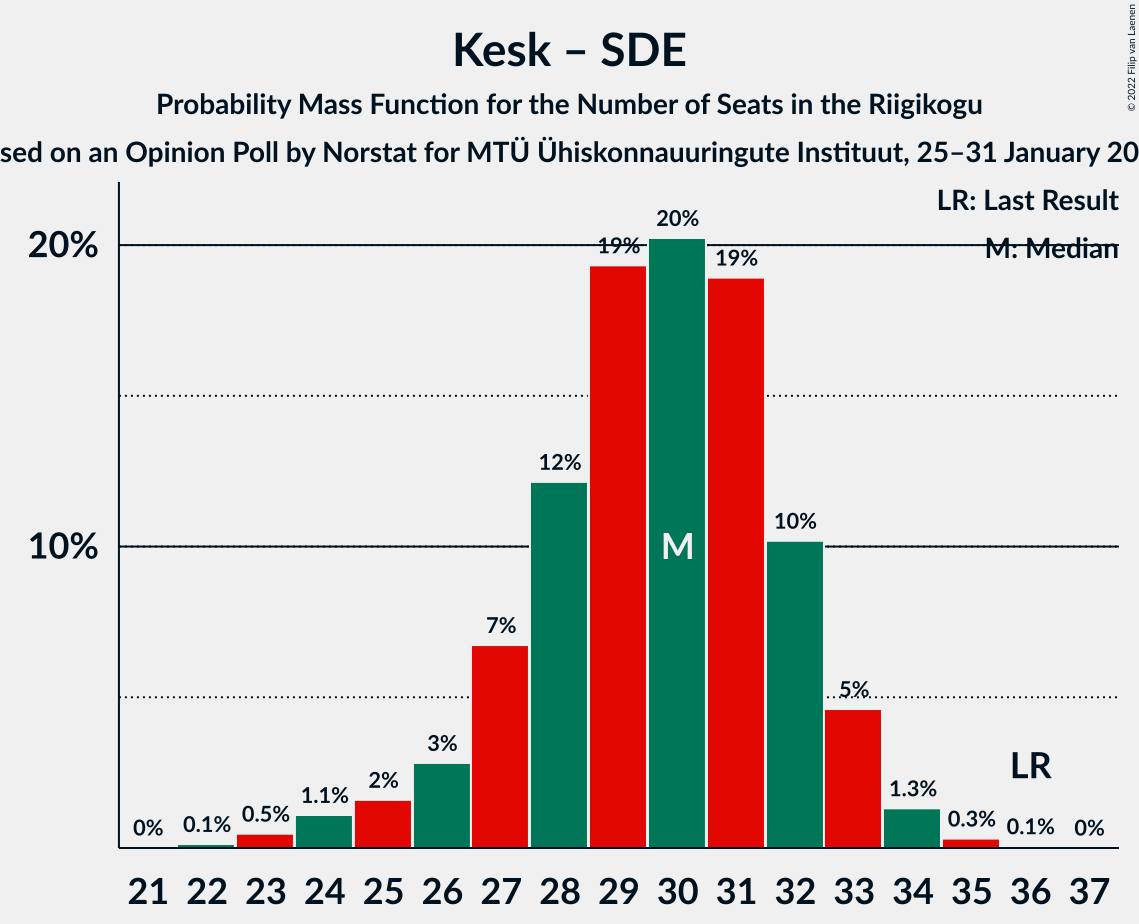 Kesk – SDE
Probability Mass Function for the Number of Seats in the Riigikogu
sed on an Opinion Poll by Norstat for MTÜ Ühiskonnauuringute Instituut, 25–31 January 20
© 2022 Filip van Laenen
LR: Last Result
M: Median
20%
10%
20%
19%
19%
12%
10%
7%
5%
3%
2%
1.1%
0.5%
0.1%
0%
1.3%
0.3%
0.1%
0%
M
LR
21 22 23 24 25 26 27 28 29 30 31 32 33 34 35 36 37